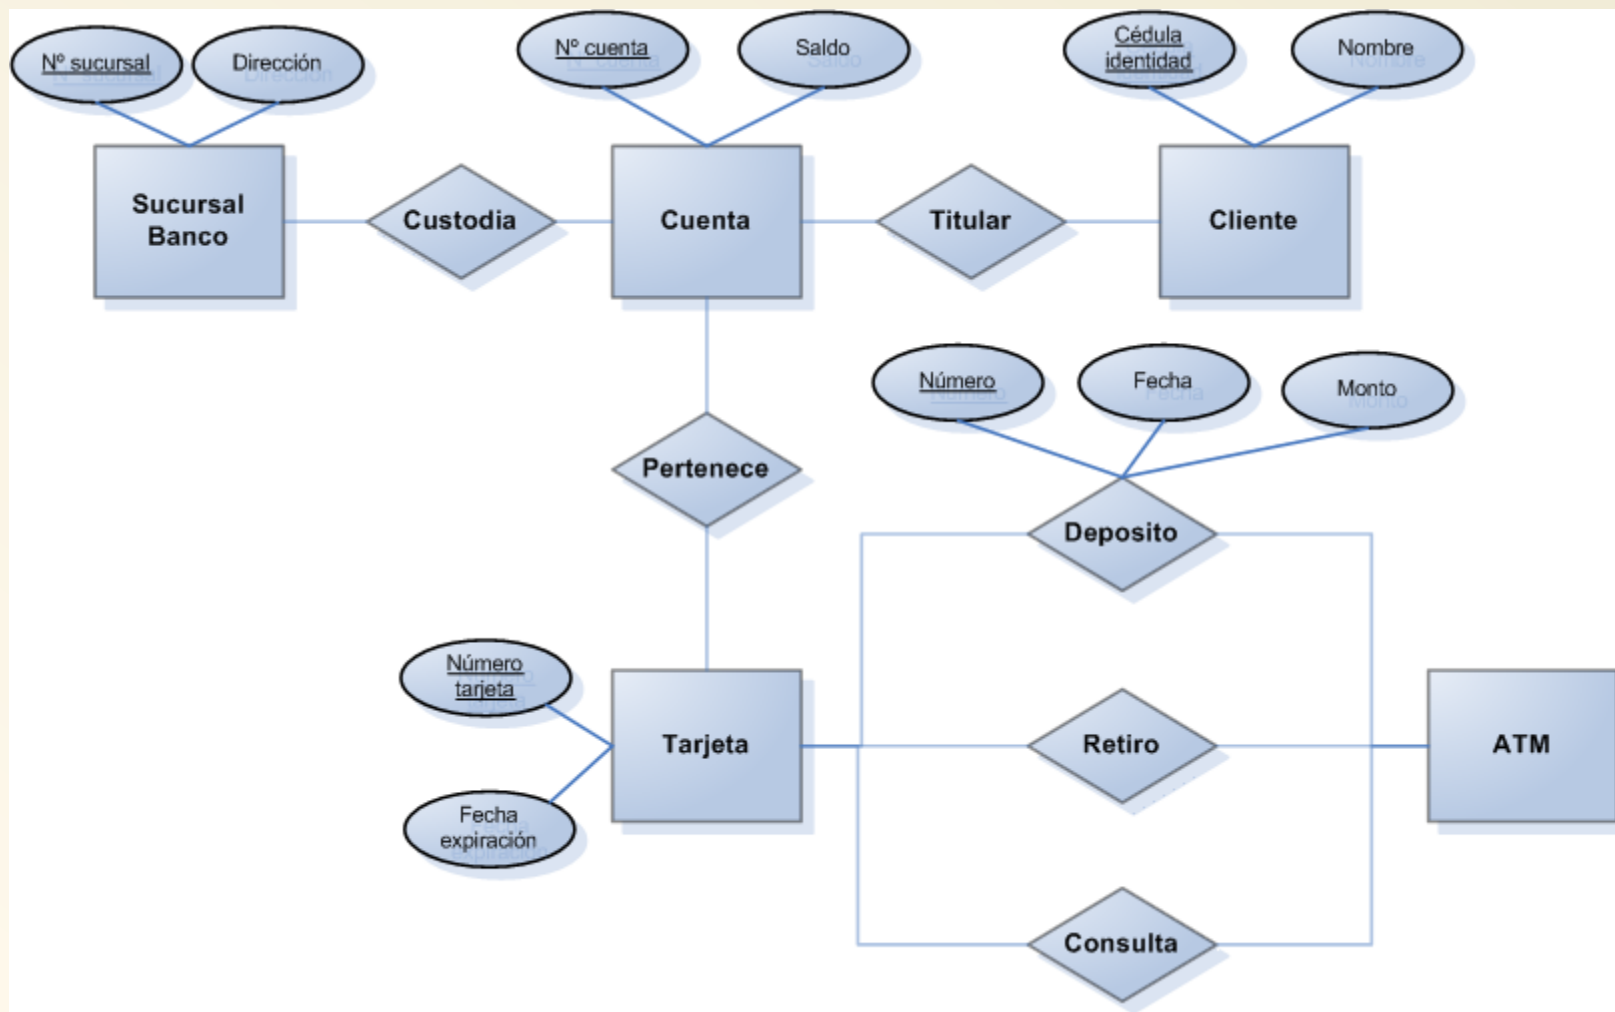 Nº sucursal
Dirección
Nº cuenta
Saldo
Cédula
identidad
Nombre
Sucursal
Banco
Custodia
Cuenta
Titular
Cliente
Número
Fecha
Monto
Pertenece
Deposito
Número
tarjeta
Tarjeta
Retiro
ATM
Fecha
expiración
Consulta